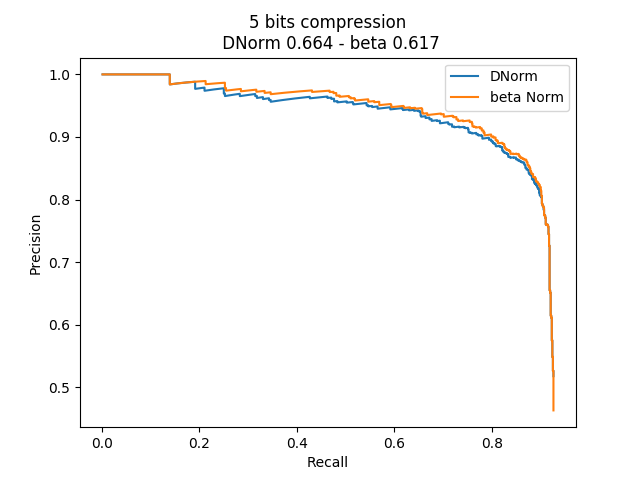 5 bits compression
DNorm 0.664 - beta 0.617
DNorm
beta Norm
1.0
0.9
0.8
0.7
0.6
0.5
Precision
0.0
0.2
0.4
0.6
0.8
Recall